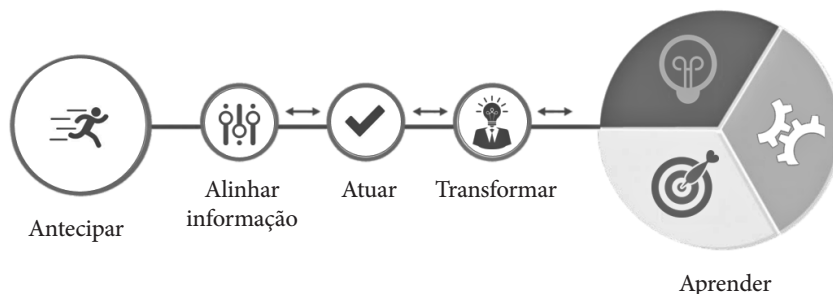 Antecipar
Alinhar
informação
Atuar
Transformar
Aprender